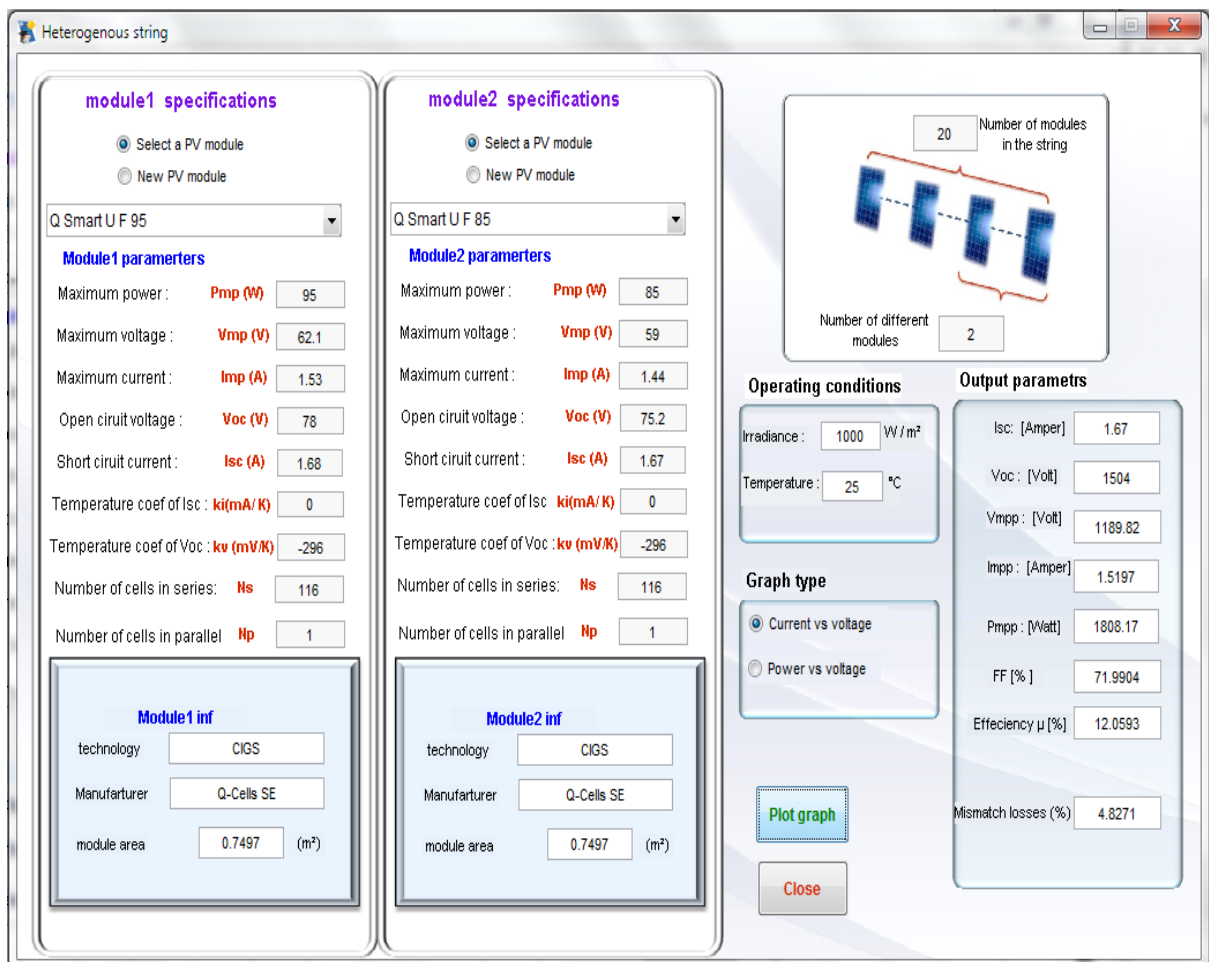 Heterogenous string
X
module1 specifications
Select a PV module
New PV module
Q Smart U F 95
Module1 paramerters
Maximum power : Pmp (W) 95
Maximum voltage : Vmp (V) 62.1
Maximum current : Imp (A) 1.53
Open ciruit voltage : Voc (V) 78
Short ciruit current : Isc (A) 1.68
Temperature coef of Isc : ki(mA/ K) 0
Temperature coef of Voc : kv (mV/K) -296
Number of cells in series: Ns 116
Number of cells in parallel Np 1
Module1 inf
technology CIGS
Manufarturer Q-Cells SE
module area 0.7497 (m²)
module2 specifications
Select a PV module
New PV module
Q Smart U F 85
Module2 paramerters
Maximum power : Pmp (W) 85
Maximum voltage : Vmp (V) 59
Maximum current : Imp (A) 1.44
Open ciruit voltage : Voc (V) 75.2
Short ciruit current : Isc (A) 1.67
Temperature coef of Isc ki(mA/ K) 0
Temperature coef of Voc : kv (mV/K) -296
Number of cells in series: Ns 116
Number of cells in parallel Np 1
Module2 inf
technology CIGS
Manufarturer Q-Cells SE
module area 0.7497 (m²)
20 Number of modules
in the string
Number of different
modules 2
Operating conditions
Irradiance : 1000 W / m²
Temperature : 25 °C
Graph type
Current vs voltage
Power vs voltage
Plot graph
Close
Output parametrs
Isc: [Amper] 1.67
Voc : [Volt] 1504
Vmpp : [Volt] 1189.82
Impp : [Amper] 1.5197
Pmpp : [Watt] 1808.17
FF [% ] 71.9904
Effeciency µ [%] 12.0593
Mismatch losses (%) 4.8271